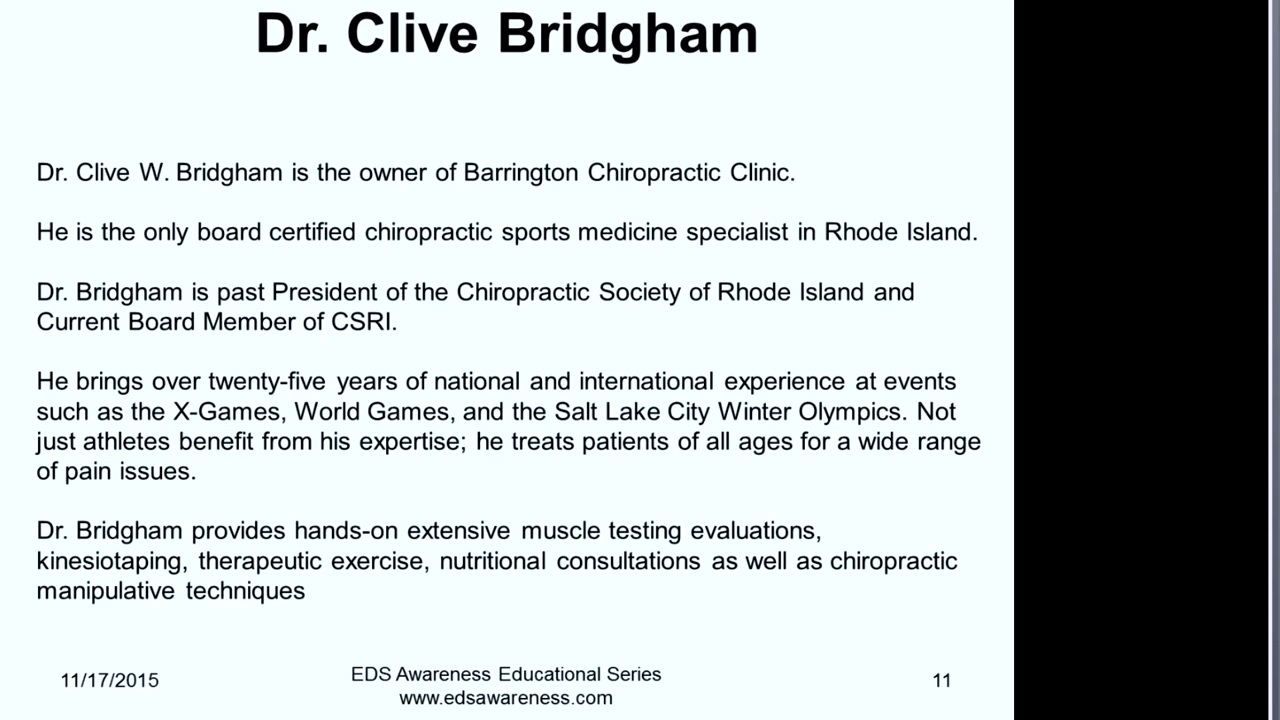 Dr. Clive Bridgham
Dr. Clive W. Bridgham is the owner of Barrington Chiropractic Clinic.
He is the only board certified chiropractic sports medicine specialist in Rhode Island.
Dr. Bridgham is past President of the Chiropractic Society of Rhode Island and
Current Board Member of CSRI.
He brings over twenty-five years of national and international experience at events
such as the X-Games, World Games, and the Salt Lake City Winter Olympics. Not
just athletes benefit from his expertise; he treats patients of all ages for a wide range
of pain issues.
Dr. Bridgham provides hands-on extensive muscle testing evaluations,
kinesiotaping, therapeutic exercise, nutritional consultations as well as chiropractic
manipulative techniques
11/17/2015
EDS Awareness Educational Series
www.edsawareness.com
11